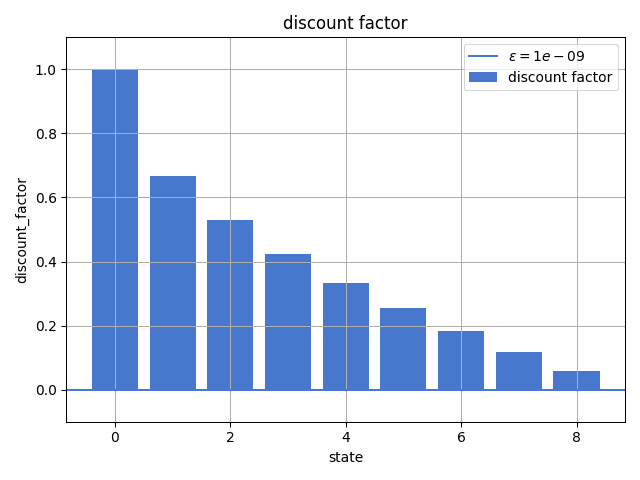 discount factor
ε = 1e − 09
discount factor
discount_factor
1.0
0.8
0.6
0.4
0.2
0.0
0 2 4 6 8
state